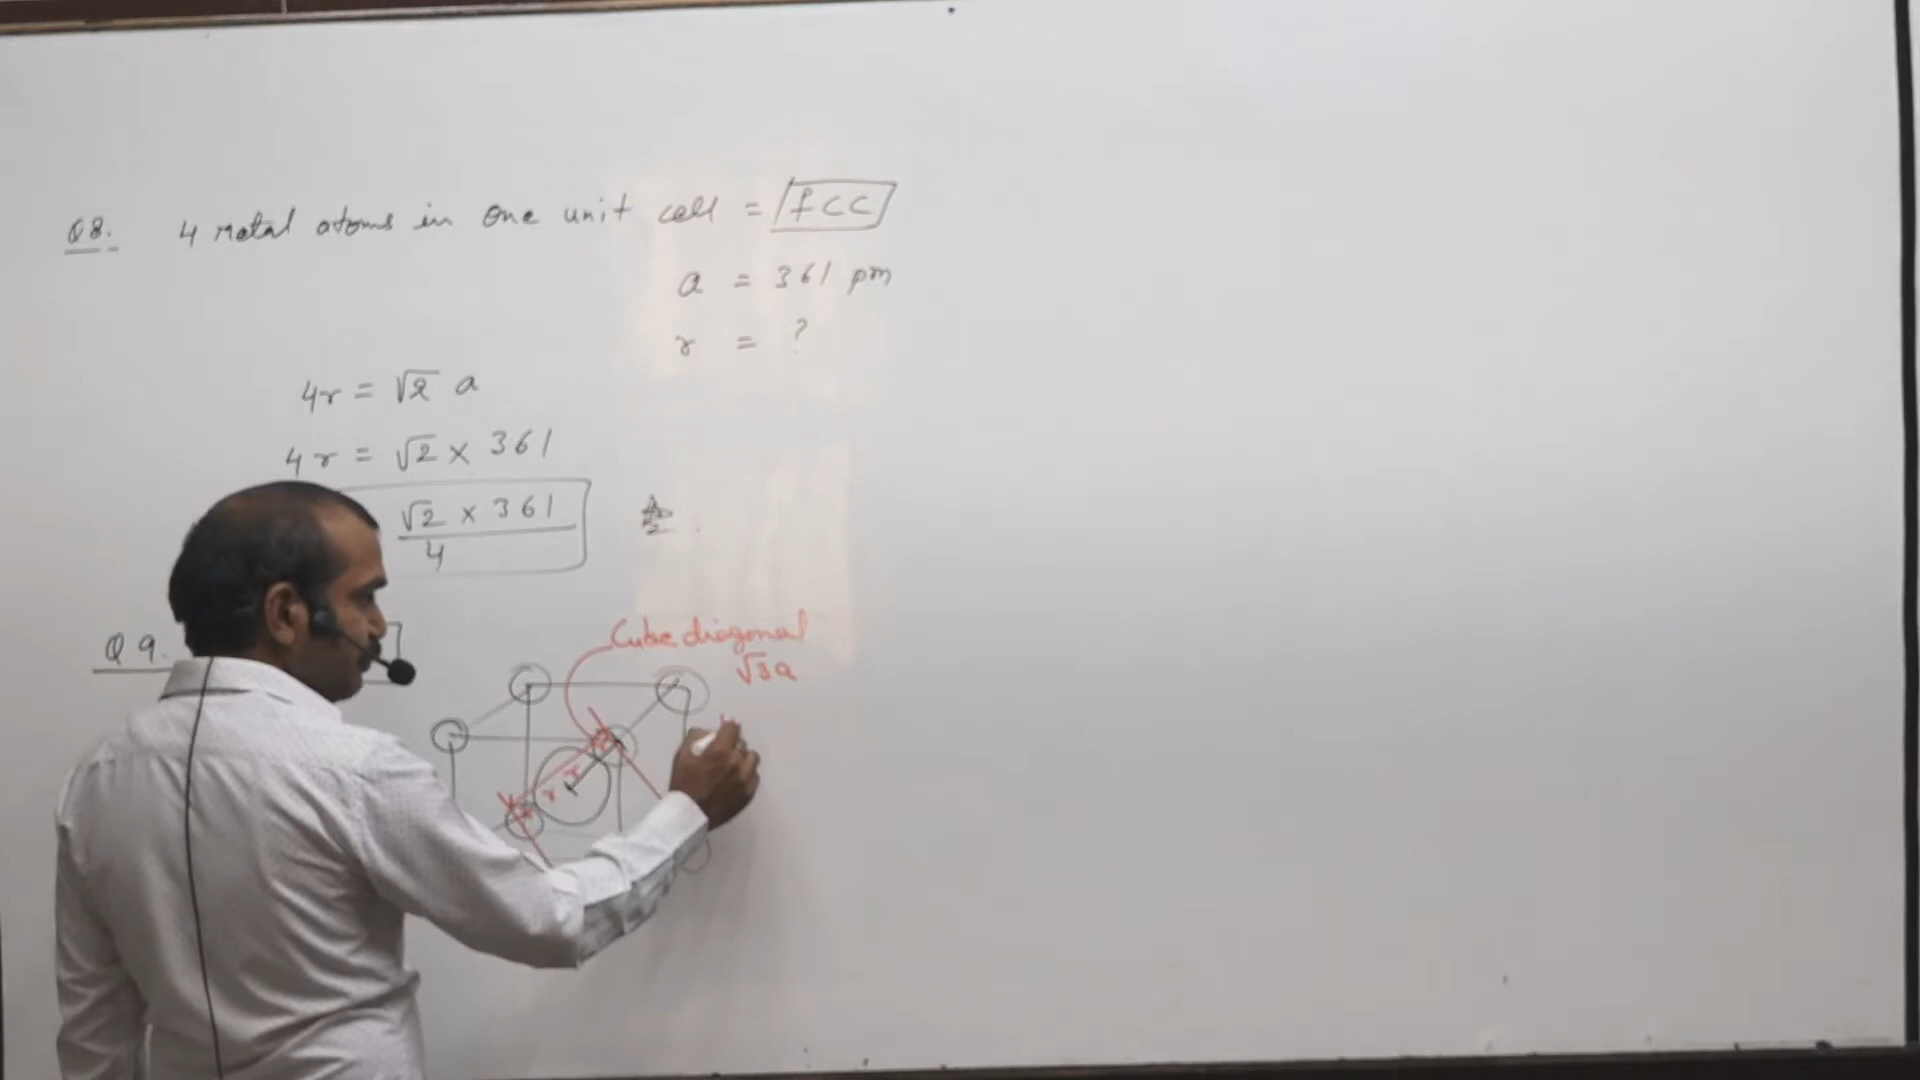 Q8. 4 metal atoms in one unit cell = fcc
a = 361 pm
r = ?
4r = √2 a
4r = √2 × 361
√2 × 361
4
Q 9.
Cube diagonal
√3a
r
r